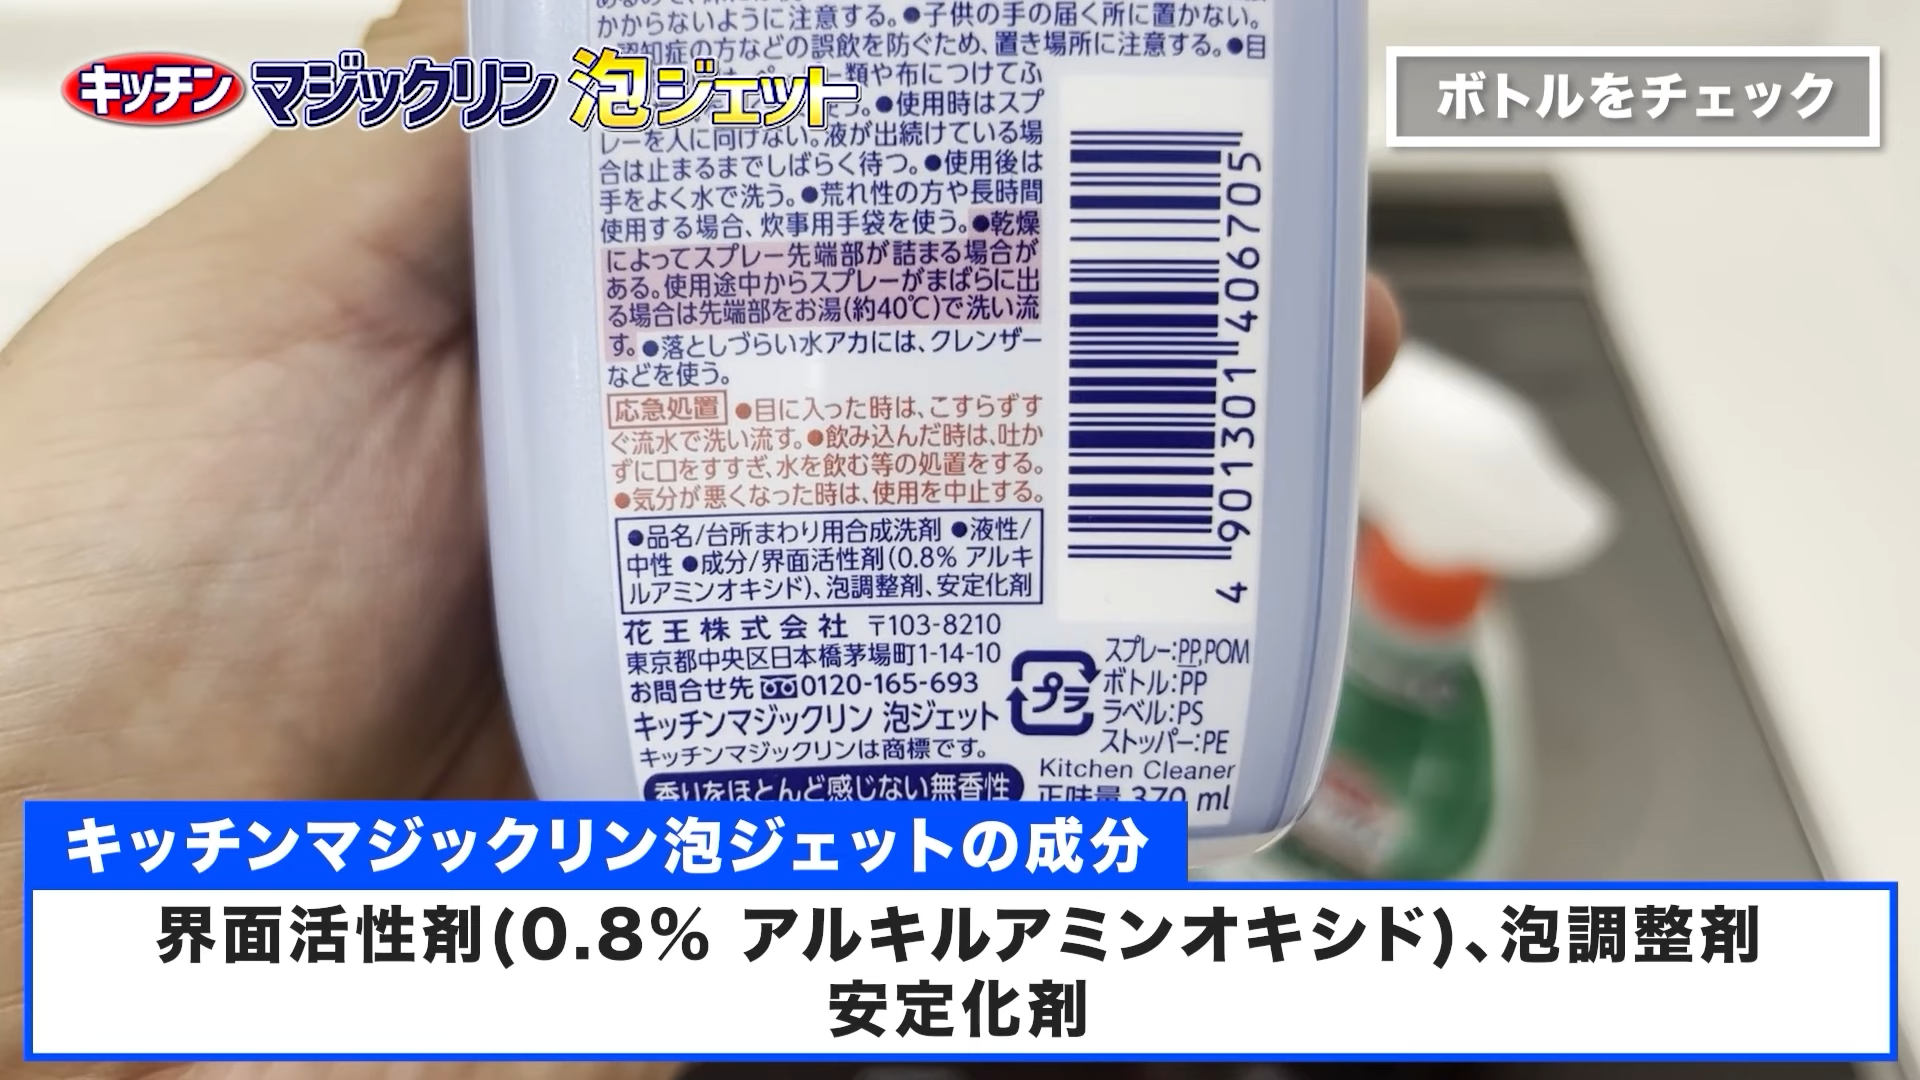 かからないように注意する。●子供の手の届く所に置かない。
認知症の方などの誤飲を防ぐため、置き場所に注意する。●目
類や布につけてふ
キッチン マジックリン 泡ジェット
ボトルをチェック
●使用時はスプ
レーを人に向けない。液が出続けている場
合は止まるまでしばらく待つ。●使用後は
手をよく水で洗う。●荒れ性の方や長時間
使用する場合、炊事用手袋を使う。●乾燥
によってスプレー先端部が詰まる場合が
ある。使用途中からスプレーがまばらに出
る場合は先端部をお湯(約40℃)で洗い流
す。●落としづらい水アカには、クレンザー
などを使う。
応急処置 ●目に入った時は、こすらずす
ぐ流水で洗い流す。●飲み込んだ時は、吐か
ずに口をすすぎ、水を飲む等の処置をする。
●気分が悪くなった時は、使用を中止する。
●品名/台所まわり用合成洗剤 ●液性/
中性 ●成分/界面活性剤(0.8% アルキ
ルアミンオキシド)、泡調整剤、安定化剤
花王株式会社 〒103-8210
東京都中央区日本橋茅場町1-14-10
お問合せ先 0120-165-693
キッチンマジックリン 泡ジェット
キッチンマジックリンは商標です。
香りをほとんど感じない無香性
4 901301 406705
プラ
スプレー:PP,POM
ボトル:PP
ラベル:PS
ストッパー:PE
Kitchen Cleaner
正味量 370 ml
キッチンマジックリン泡ジェットの成分
界面活性剤(0.8% アルキルアミンオキシド)、泡調整剤
安定化剤